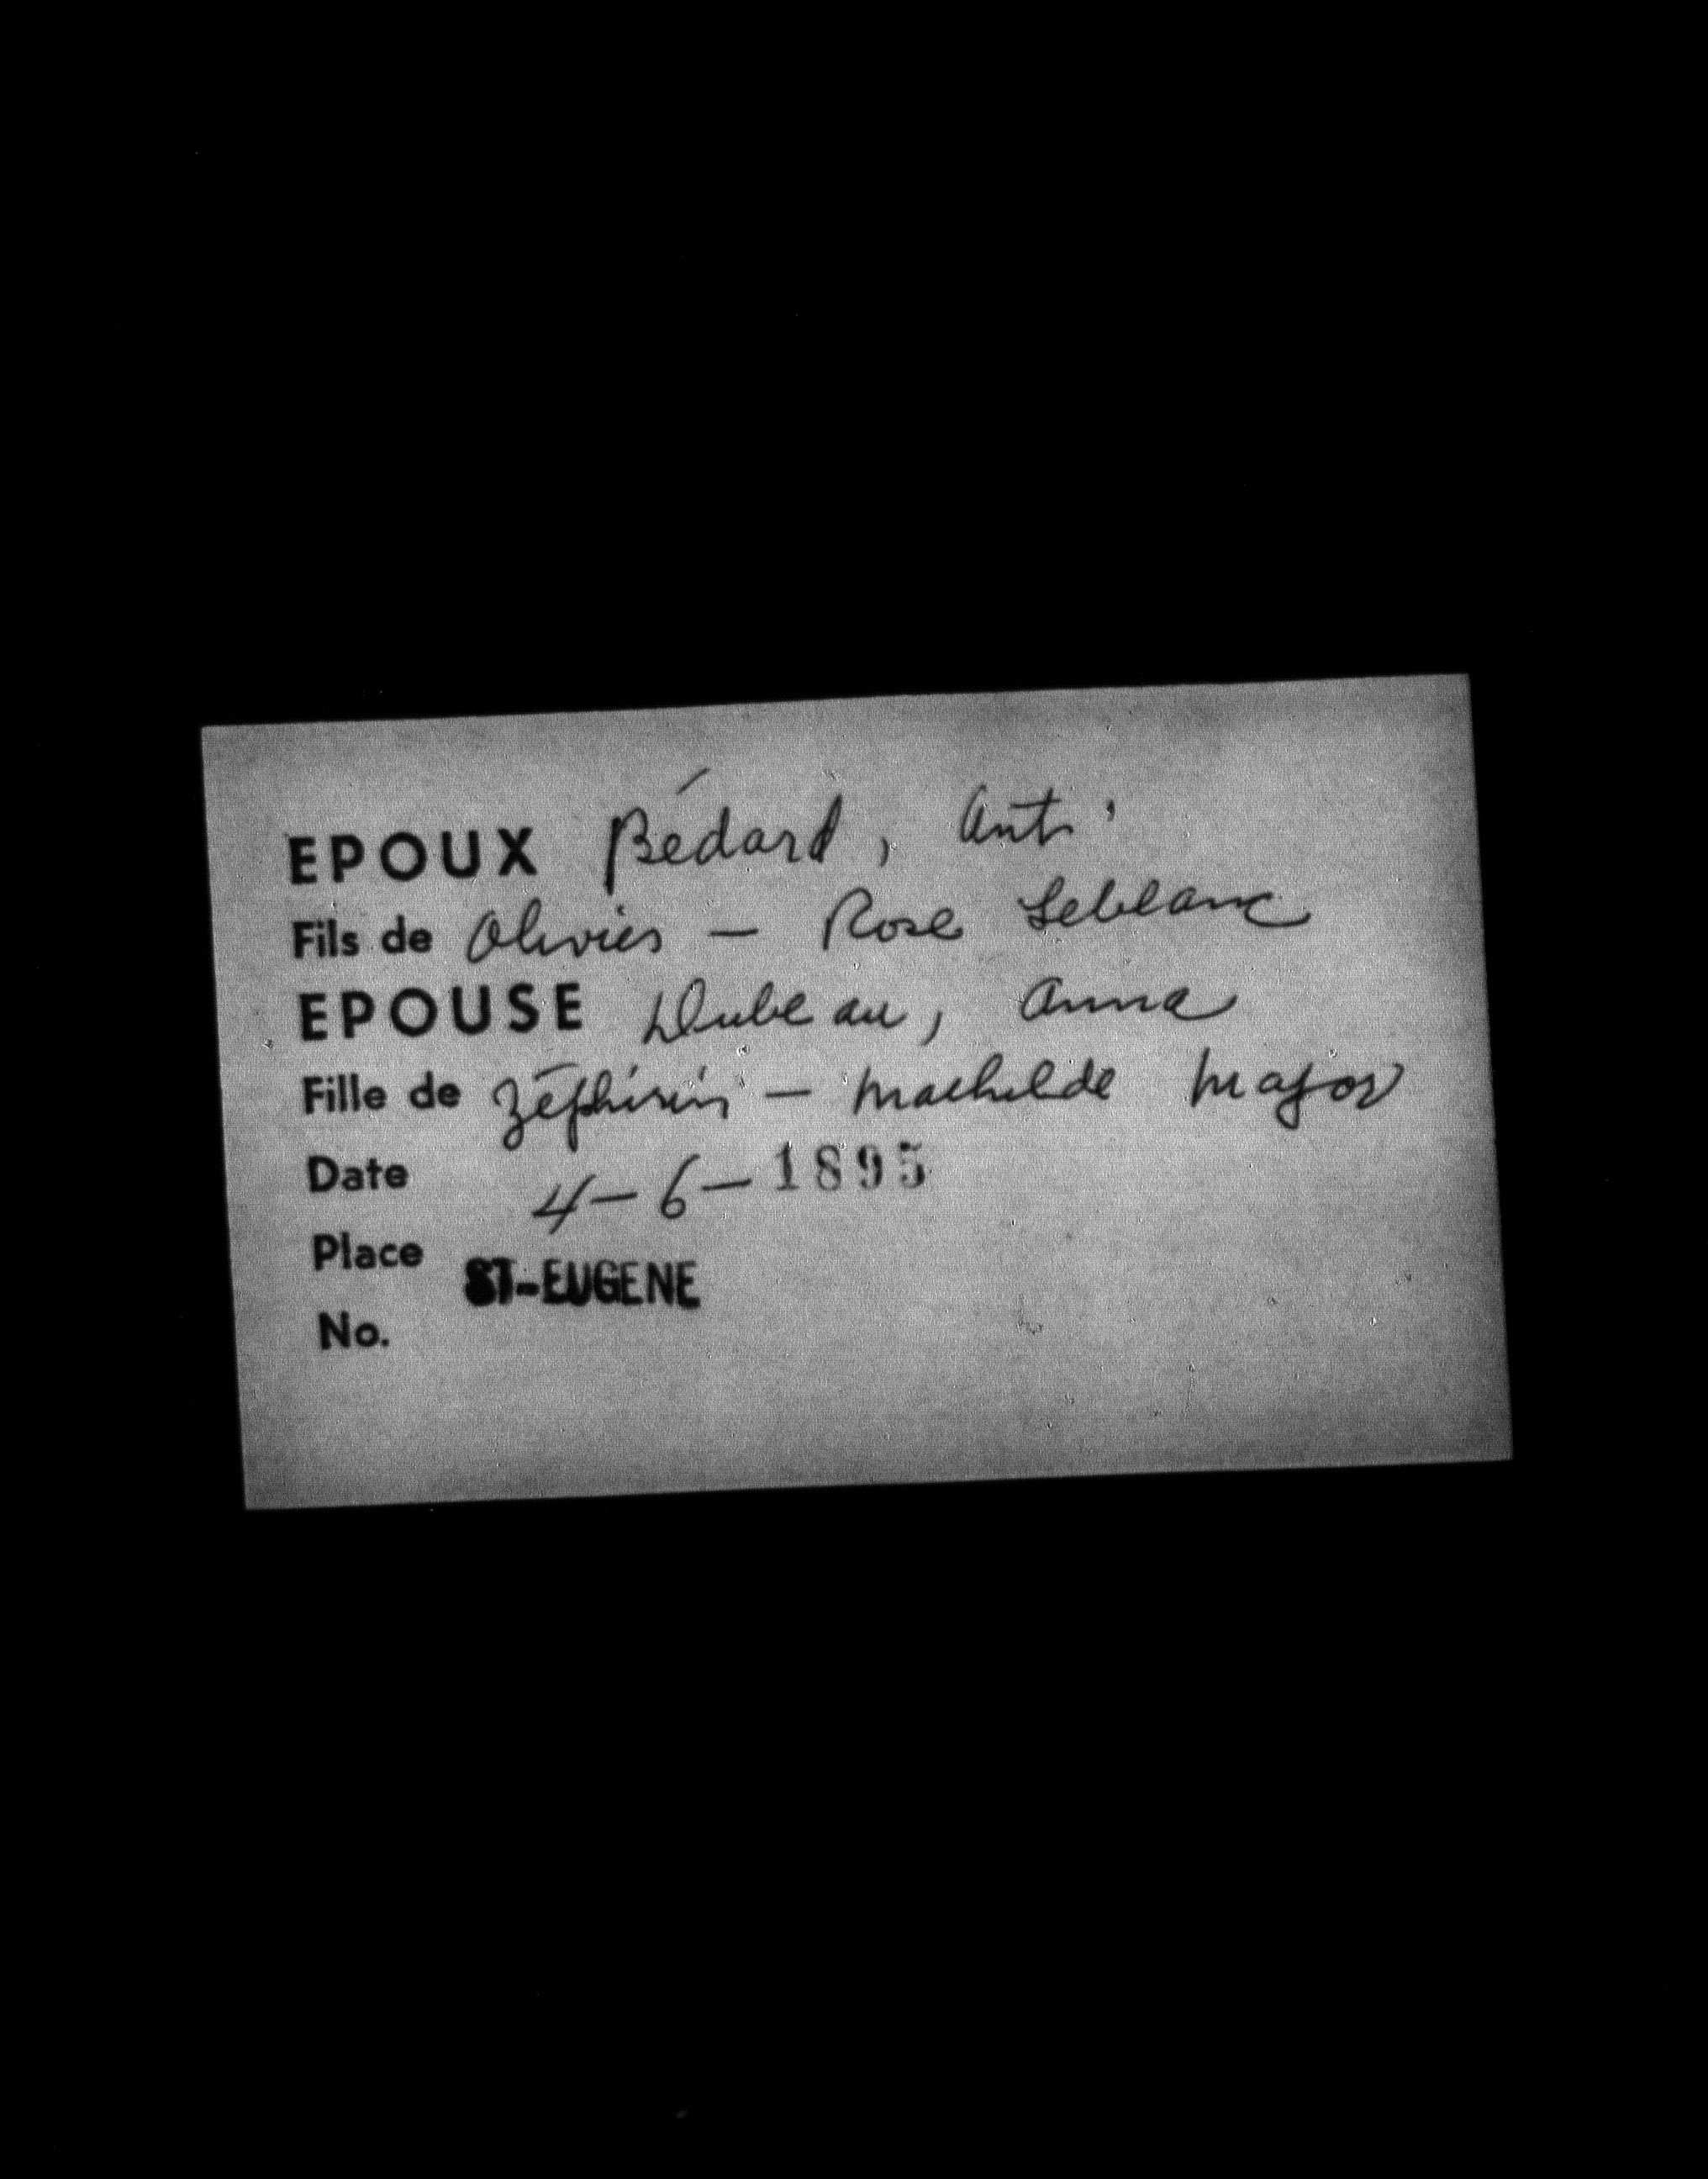 EPOUX Bédard, Ant.
Fils de Olivier — Rose Leblanc
EPOUSE Dubeau, Anna
Fille de Zéphirin — Mathilde Major
Date 4-6-1895
Place ST-EUGENE
No.